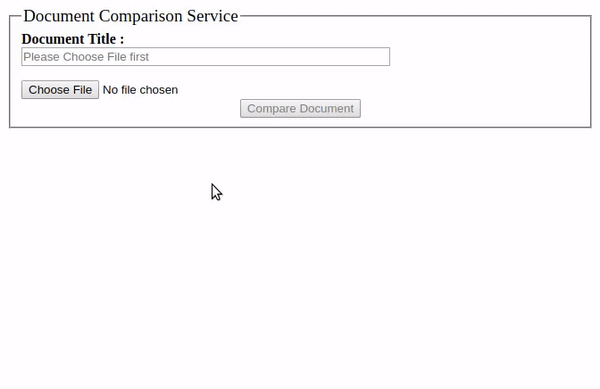 Document Comparison Service
Document Title :
Please Choose File first
Choose File No file chosen
Compare Document